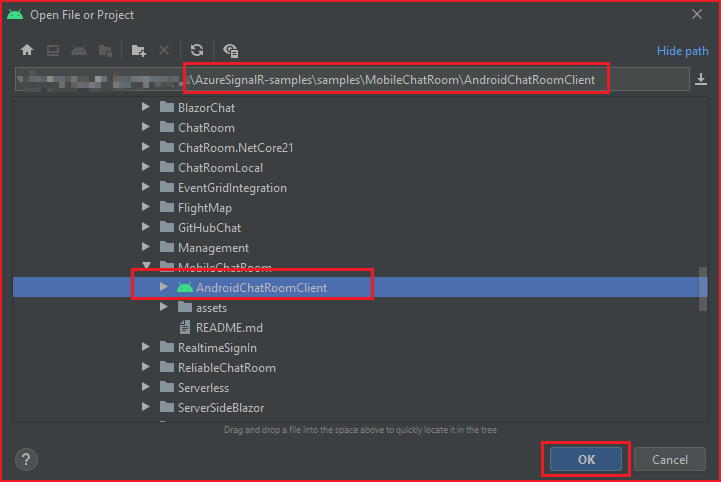 Open File or Project
Hide path
\AzureSignalR-samples\samples\MobileChatRoom\AndroidChatRoomClient
BlazorChat
ChatRoom
ChatRoom.NetCore21
ChatRoomLocal
EventGridIntegration
FlightMap
GitHubChat
Management
MobileChatRoom
AndroidChatRoomClient
assets
README.md
RealtimeSignIn
ReliableChatRoom
Serverless
ServerSideBlazor
Drag and drop a file into the space above to quickly locate it in the tree
?
OK
Cancel